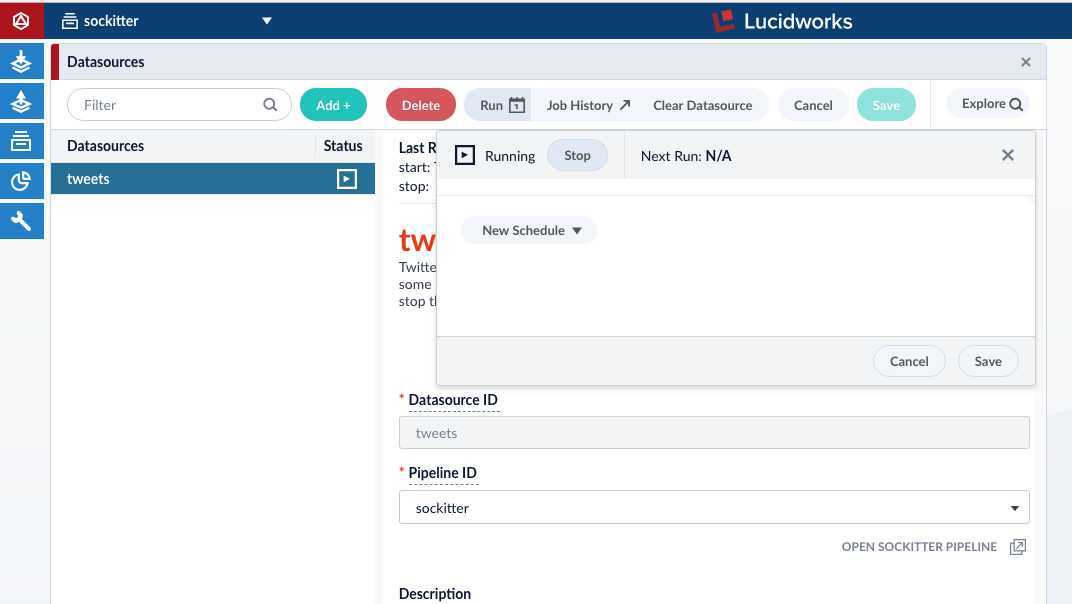 sockitter
Lucidworks
Datasources
Filter
Add +
Delete
Run
1
Job History
Clear Datasource
Cancel
Save
Explore
Datasources
Status
tweets
Last R
start:
stop:
tw
Twitte
some
stop
Running
Stop
Next Run: N/A
New Schedule
Cancel
Save
* Datasource ID
tweets
* Pipeline ID
sockitter
OPEN SOCKITTER PIPELINE
Description